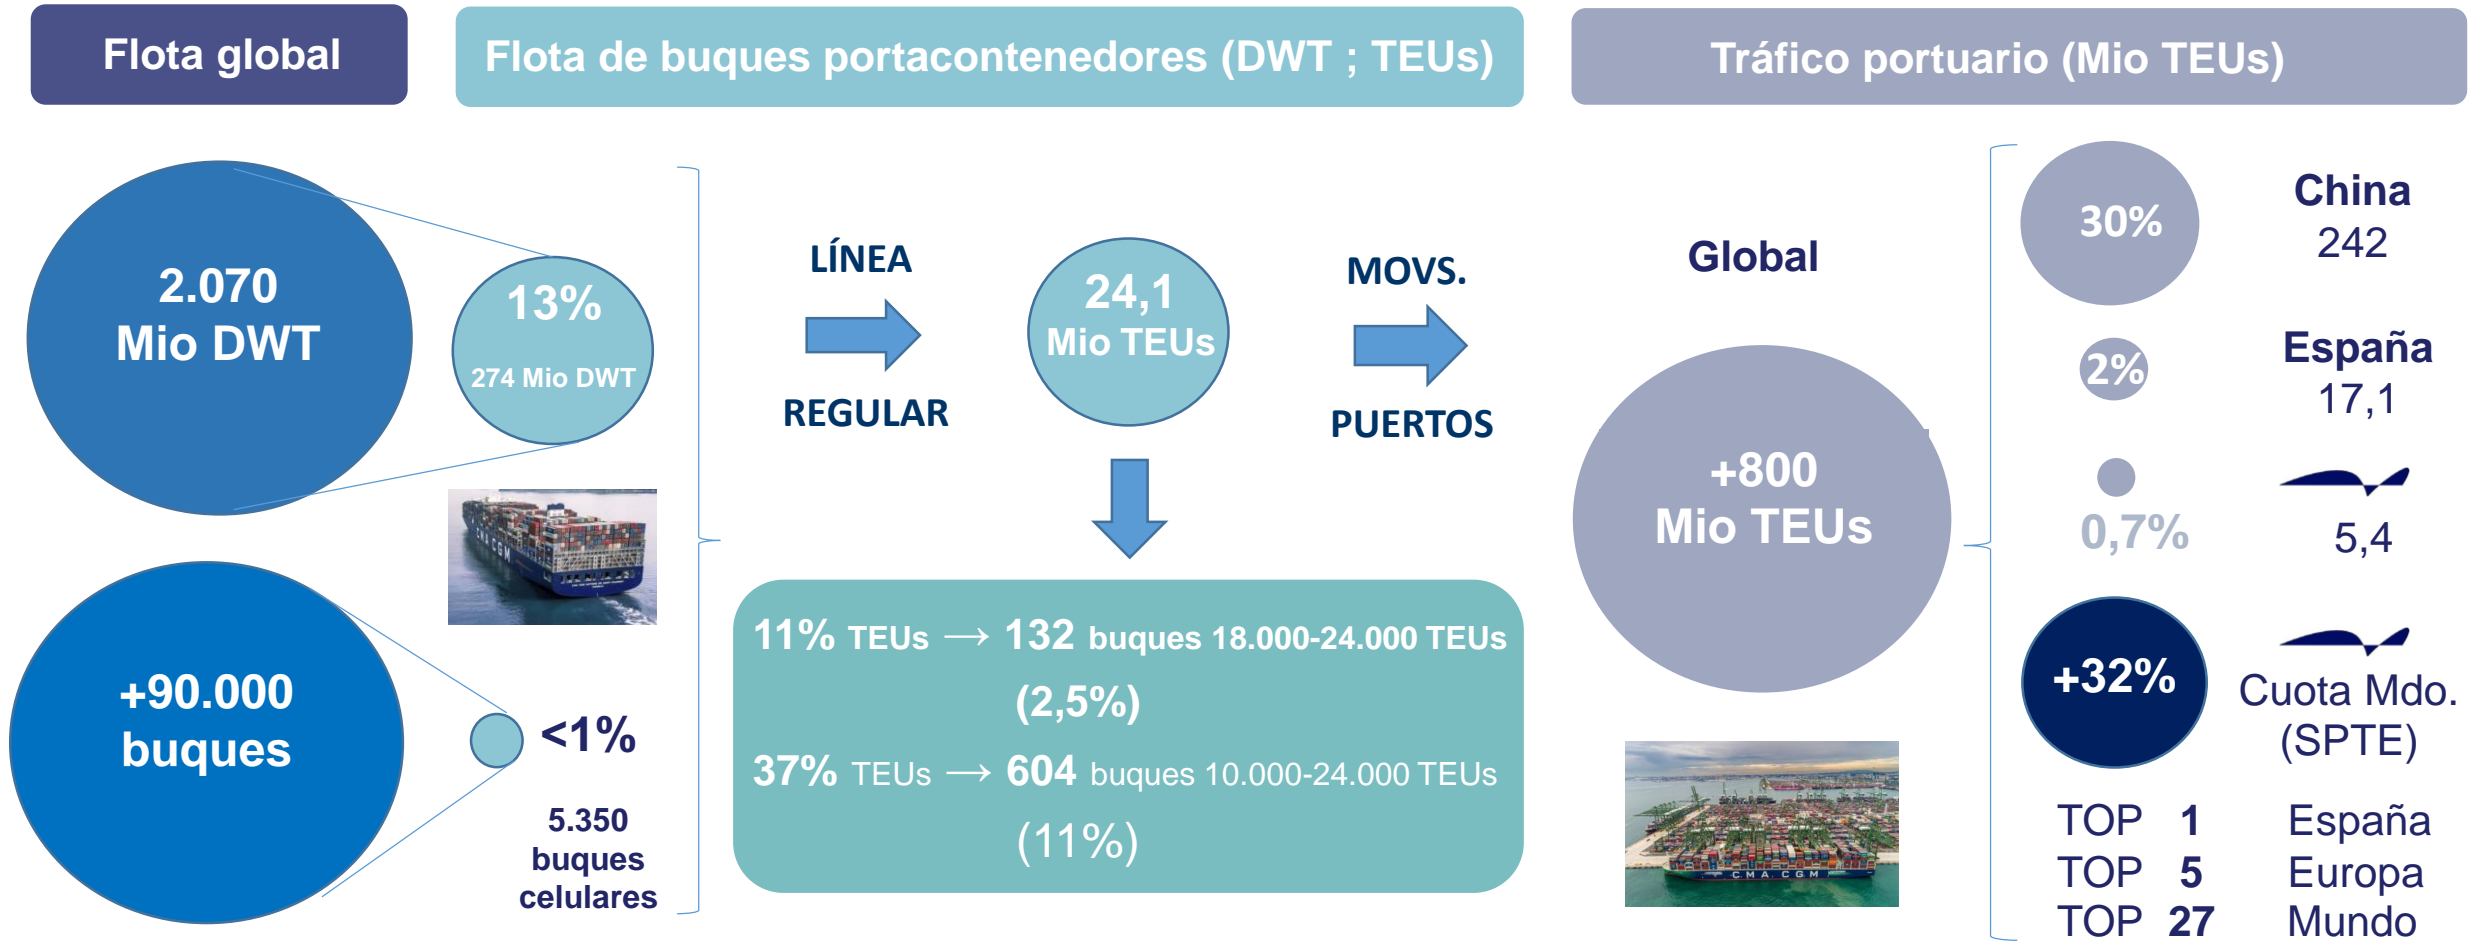 Flota global
Flota de buques portacontenedores (DWT ; TEUs)
Tráfico portuario (Mio TEUs)
2.070
Mio DWT
13%
274 Mio DWT
+90.000
buques
<1%
5.350
buques
celulares
LÍNEA
REGULAR
24,1
Mio TEUs
MOVS.
PUERTOS
11% TEUs → 132 buques 18.000-24.000 TEUs
(2,5%)
37% TEUs → 604 buques 10.000-24.000 TEUs
(11%)
Global
+800
Mio TEUs
30%
China
242
2%
España
17,1
0,7%
5,4
+32%
Cuota Mdo.
(SPTE)
TOP 1 España
TOP 5 Europa
TOP 27 Mundo
CMA CGM
CMA CGM